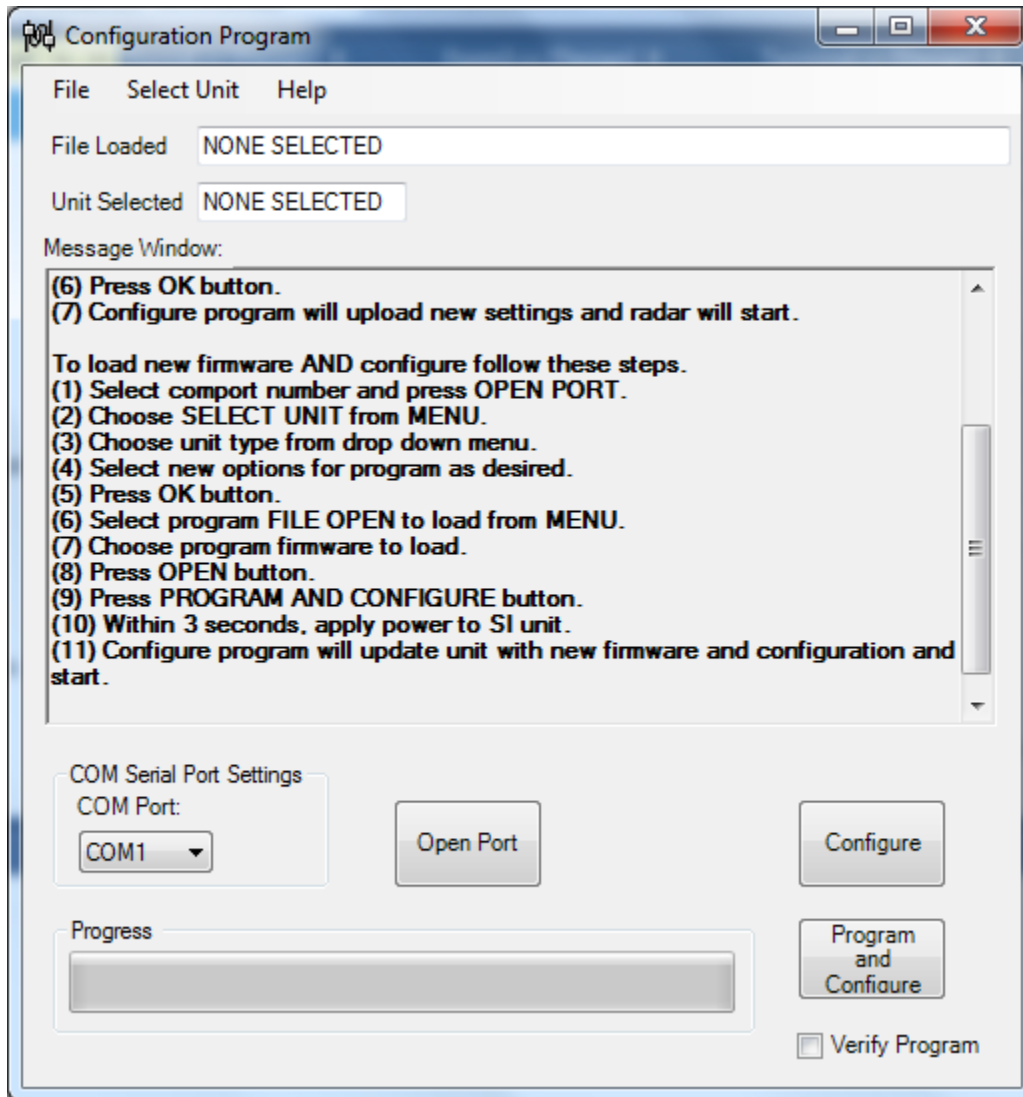 Configuration Program
File Select Unit Help
File Loaded NONE SELECTED
Unit Selected NONE SELECTED
Message Window:
(6) Press OK button.
(7) Configure program will upload new settings and radar will start.
To load new firmware AND configure follow these steps.
(1) Select comport number and press OPEN PORT.
(2) Choose SELECT UNIT from MENU.
(3) Choose unit type from drop down menu.
(4) Select new options for program as desired.
(5) Press OK button.
(6) Select program FILE OPEN to load from MENU.
(7) Choose program firmware to load.
(8) Press OPEN button.
(9) Press PROGRAM AND CONFIGURE button.
(10) Within 3 seconds, apply power to SI unit.
(11) Configure program will update unit with new firmware and configuration and
start.
COM Serial Port Settings
COM Port:
COM1
Open Port
Configure
Progress
Program
and
Configure
Verify Program